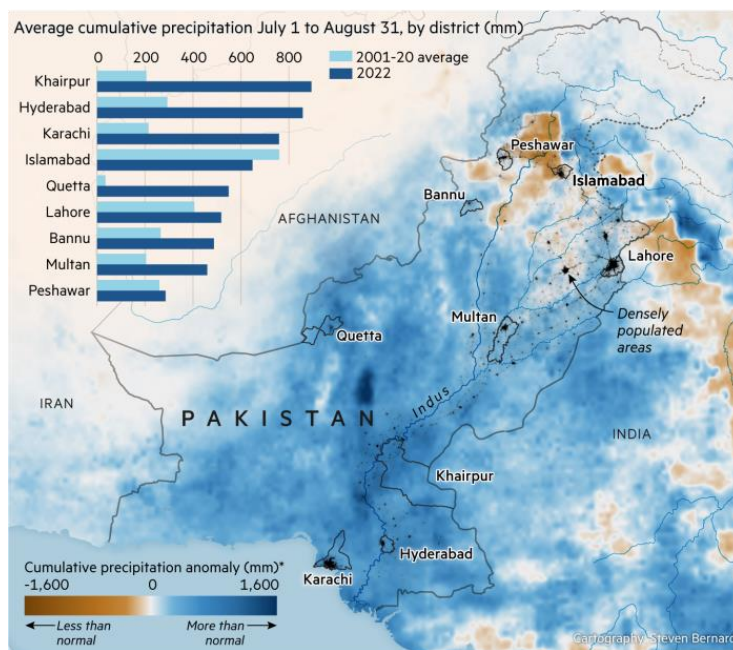 Average cumulative precipitation July 1 to August 31, by district (mm)
0 200 400 600 800
2001-20 average
2022
Khairpur
Hyderabad
Karachi
Islamabad
Quetta
Lahore
Bannu
Multan
Peshawar
Peshawar
Islamabad
Bannu
AFGHANISTAN
Lahore
Multan
Densely
populated
areas
Quetta
IRAN
Indus
PAKISTAN
INDIA
Khairpur
Hyderabad
Karachi
Cumulative precipitation anomaly (mm)*
-1,600 0 1,600
Less than
normal
More than
normal
Cartography: Steven Bernard